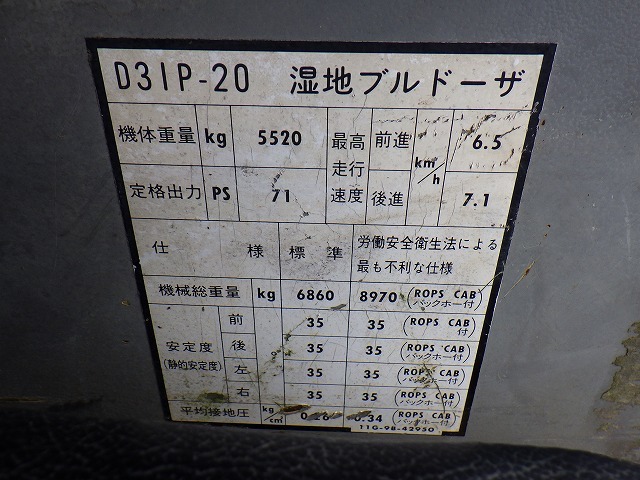 D31P-20 湿地ブルドーザ
機体重量 kg 5520 最高走行速度 前進 km/h 6.5
定格出力 PS 71 後進 7.1
仕様 標準 労働安全衛生法による最も不利な仕様
機械総重量 kg 6860 8970 (ROPS CAB バックホー付)
安定度 (静的安定度) 前 35 35 (ROPS CAB 付)
後 35 35 (ROPS CAB バックホー付)
左 35 35 (ROPS CAB バックホー付)
右 35 35 (ROPS CAB バックホー付)
平均接地圧 kg/cm² 0.26 0.34 (ROPS CAB バックホー付)
11G-98-42950